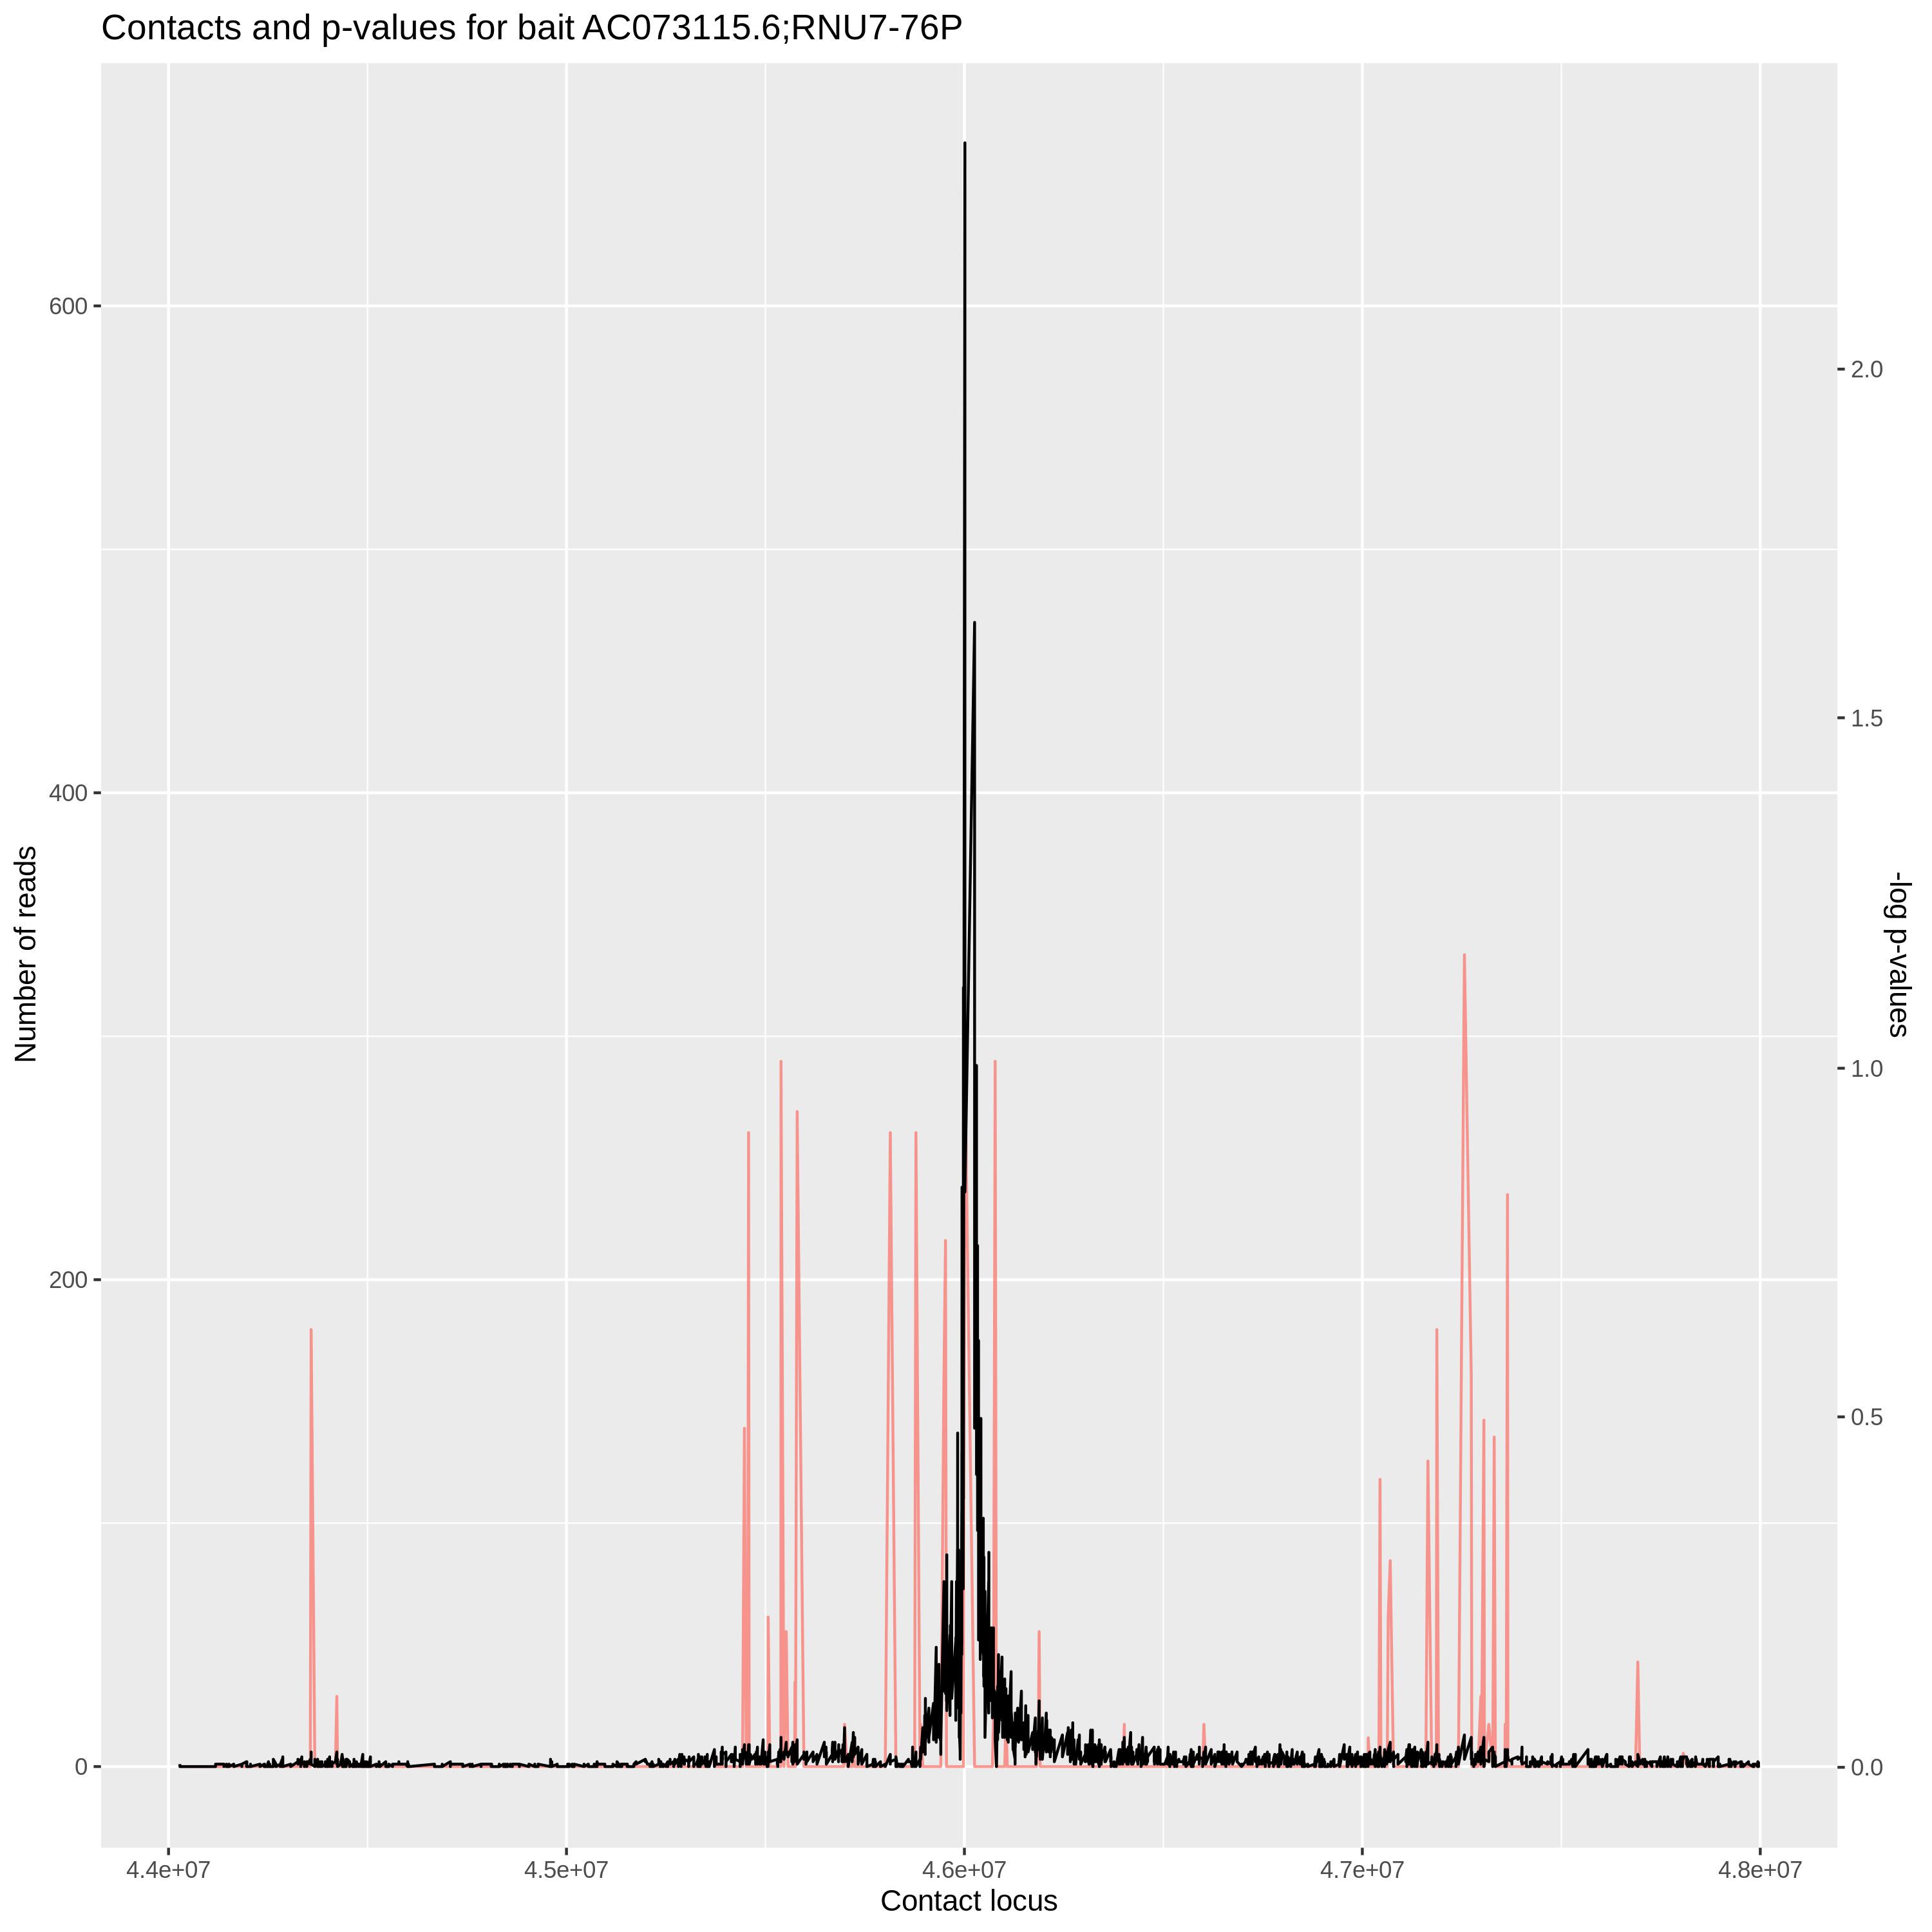 Contacts and p-values for bait AC073115.6;RNU7-76P
600
400
200
0
Number of reads
2.0
1.5
1.0
0.5
0.0
-log p-values
4.4e+07
4.5e+07
4.6e+07
4.7e+07
4.8e+07
Contact locus